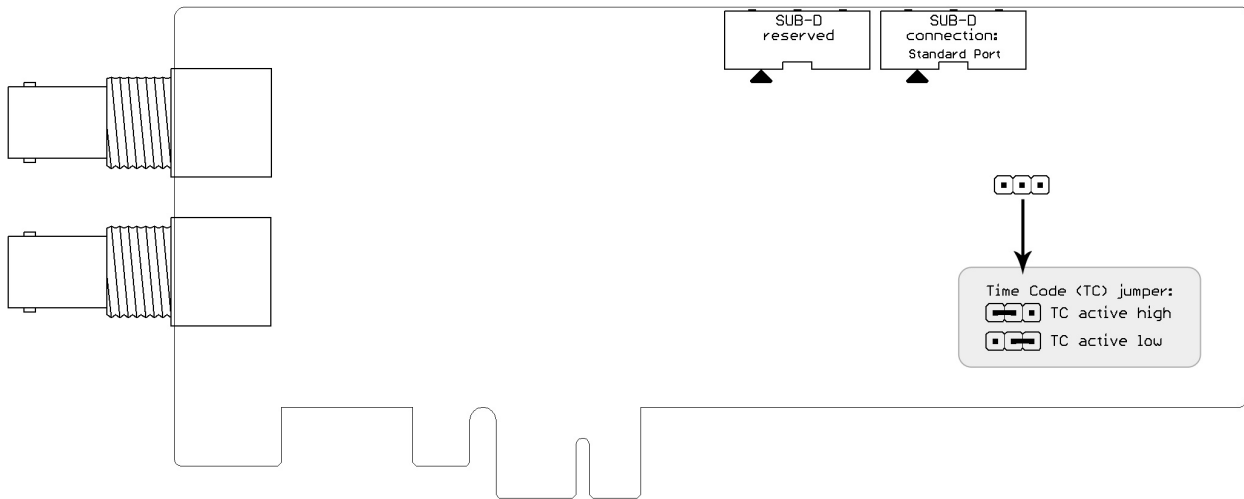 SUB-D
reserved
SUB-D
connection:
Standard Port
Time Code (TC) jumper:
TC active high
TC active low